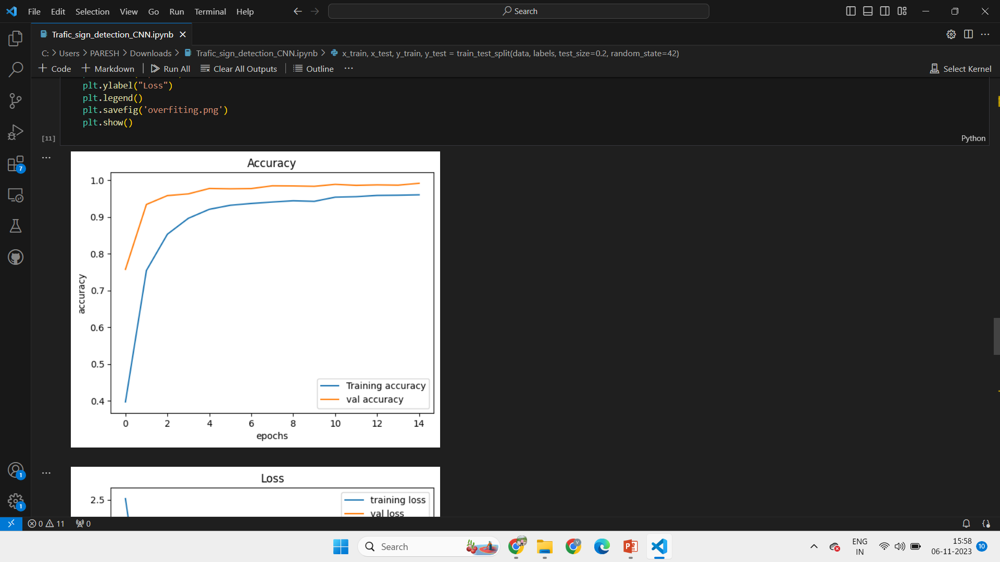 File Edit Selection View Go Run Terminal Help
Search
Trafic_sign_detection_CNN.ipynb
C: > Users > PARESH > Downloads > Trafic_sign_detection_CNN.ipynb > x_train, x_test, y_train, y_test = train_test_split(data, labels, test_size=0.2, random_state=42)
+ Code + Markdown Run All Clear All Outputs Outline ...
Select Kernel
plt.ylabel("Loss")
plt.legend()
plt.savefig('overfiting.png')
plt.show()
[11]
Python
...
Accuracy
1.0
0.9
0.8
0.7
0.6
0.5
0.4
accuracy
Training accuracy
val accuracy
0 2 4 6 8 10 12 14
epochs
...
Loss
2.5
training loss
val loss
7
1
1
0 11 0
Search
V
ENG
IN
15:58
06-11-2023
10